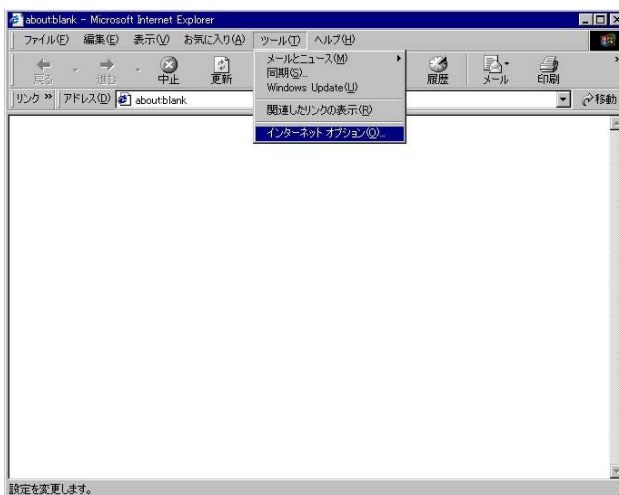 about:blank - Microsoft Internet Explorer
ファイル(F) 編集(E) 表示(V) お気に入り(A) ツール(T) ヘルプ(H)
戻る 進む 中止 更新 履歴 メール 印刷
メールとニュース(M)
同期(S)...
Windows Update(U)
関連したリンクの表示(R)
インターネット オプション(O)...
リンク » アドレス(D) about:blank 移動
設定を変更します。